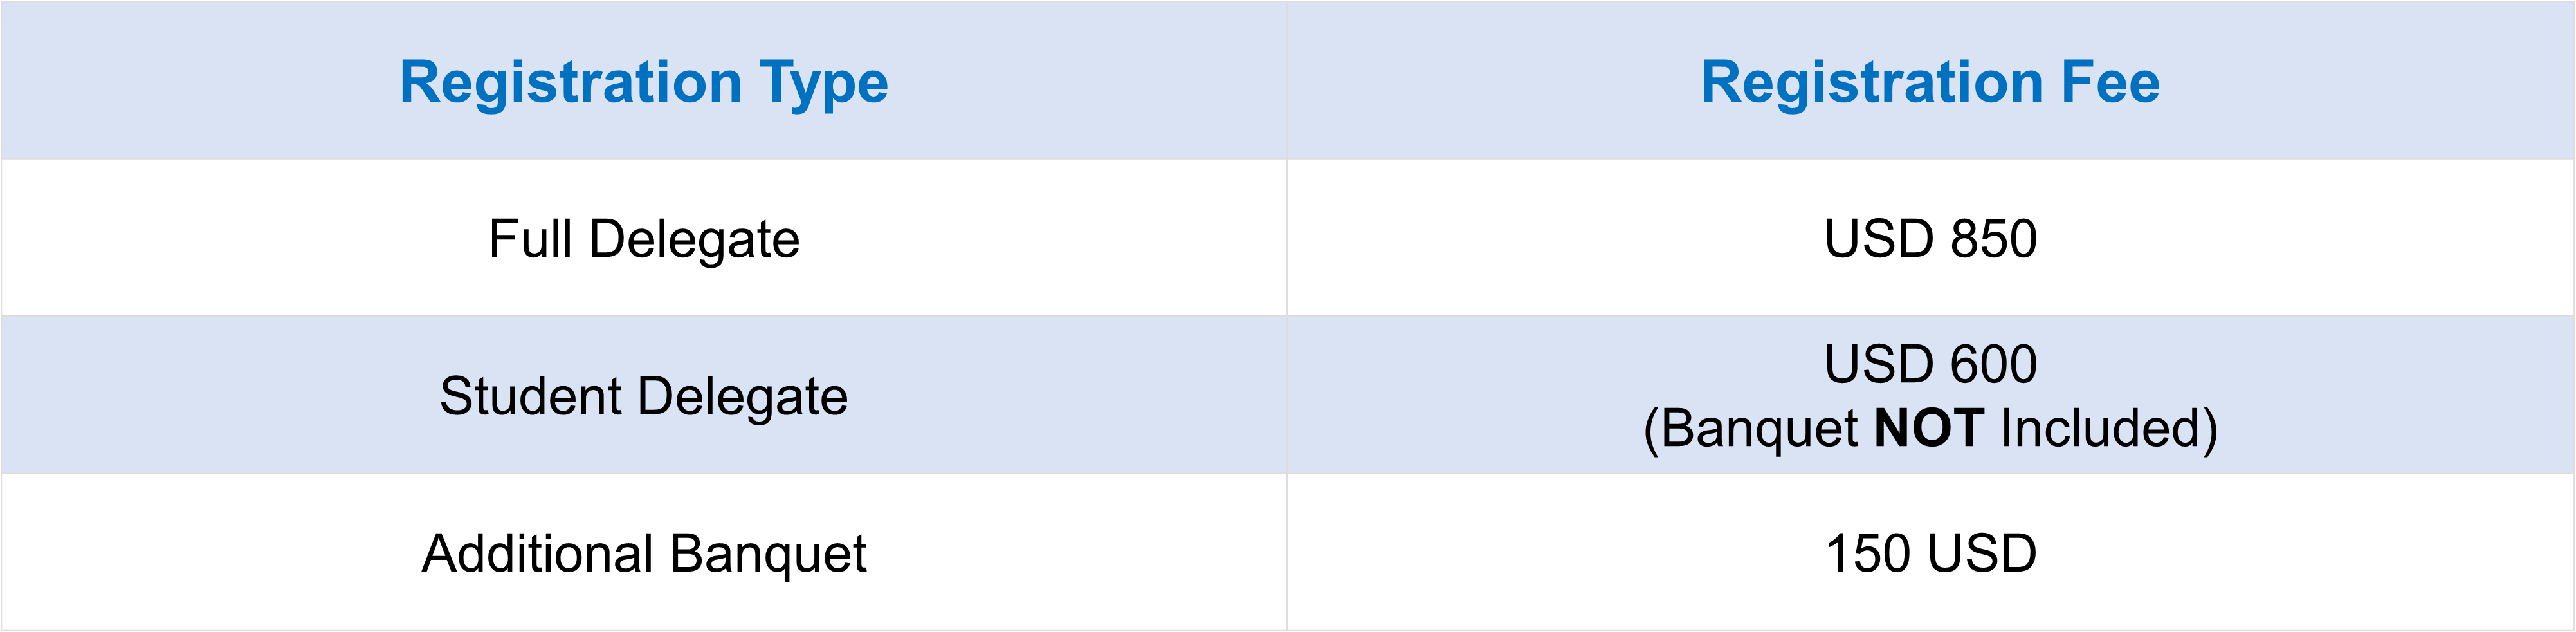 Registration Type
Registration Fee
Full Delegate
USD 850
Student Delegate
USD 600
(Banquet NOT Included)
Additional Banquet
150 USD